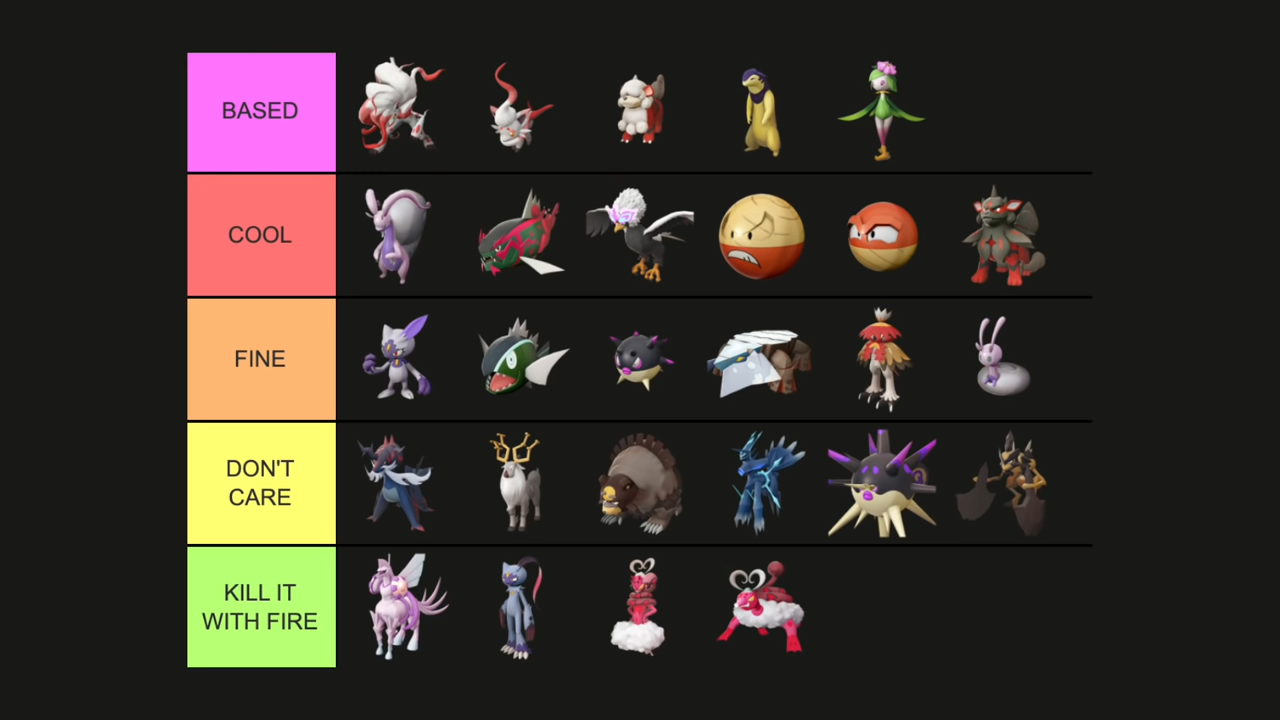 BASED
COOL
FINE
DON'T
CARE
KILL IT
WITH FIRE